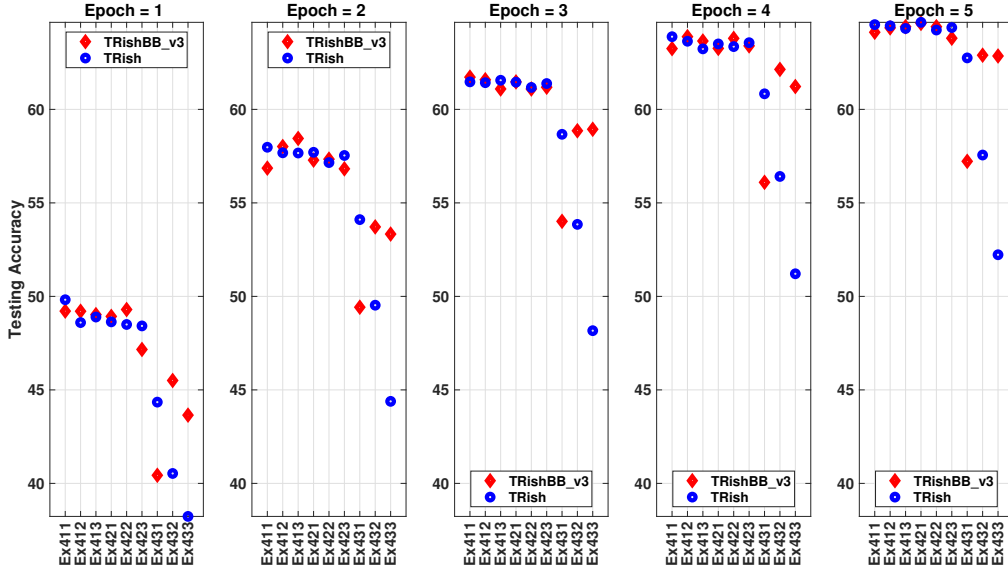 Epoch = 1
Epoch = 2
Epoch = 3
Epoch = 4
Epoch = 5
Testing Accuracy
TRishBB_v3
TRish
60
55
50
45
40
Ex411
Ex412
Ex413
Ex421
Ex422
Ex423
Ex431
Ex432
Ex433
TRishBB_v3
TRish
60
55
50
45
40
Ex411
Ex412
Ex413
Ex421
Ex422
Ex423
Ex431
Ex432
Ex433
60
55
50
45
40
TRishBB_v3
TRish
Ex411
Ex412
Ex413
Ex421
Ex422
Ex423
Ex431
Ex432
Ex433
60
55
50
45
40
TRishBB_v3
TRish
Ex411
Ex412
Ex413
Ex421
Ex422
Ex423
Ex431
Ex432
Ex433
60
55
50
45
40
TRishBB_v3
TRish
Ex411
Ex412
Ex413
Ex421
Ex422
Ex423
Ex431
Ex432
Ex433